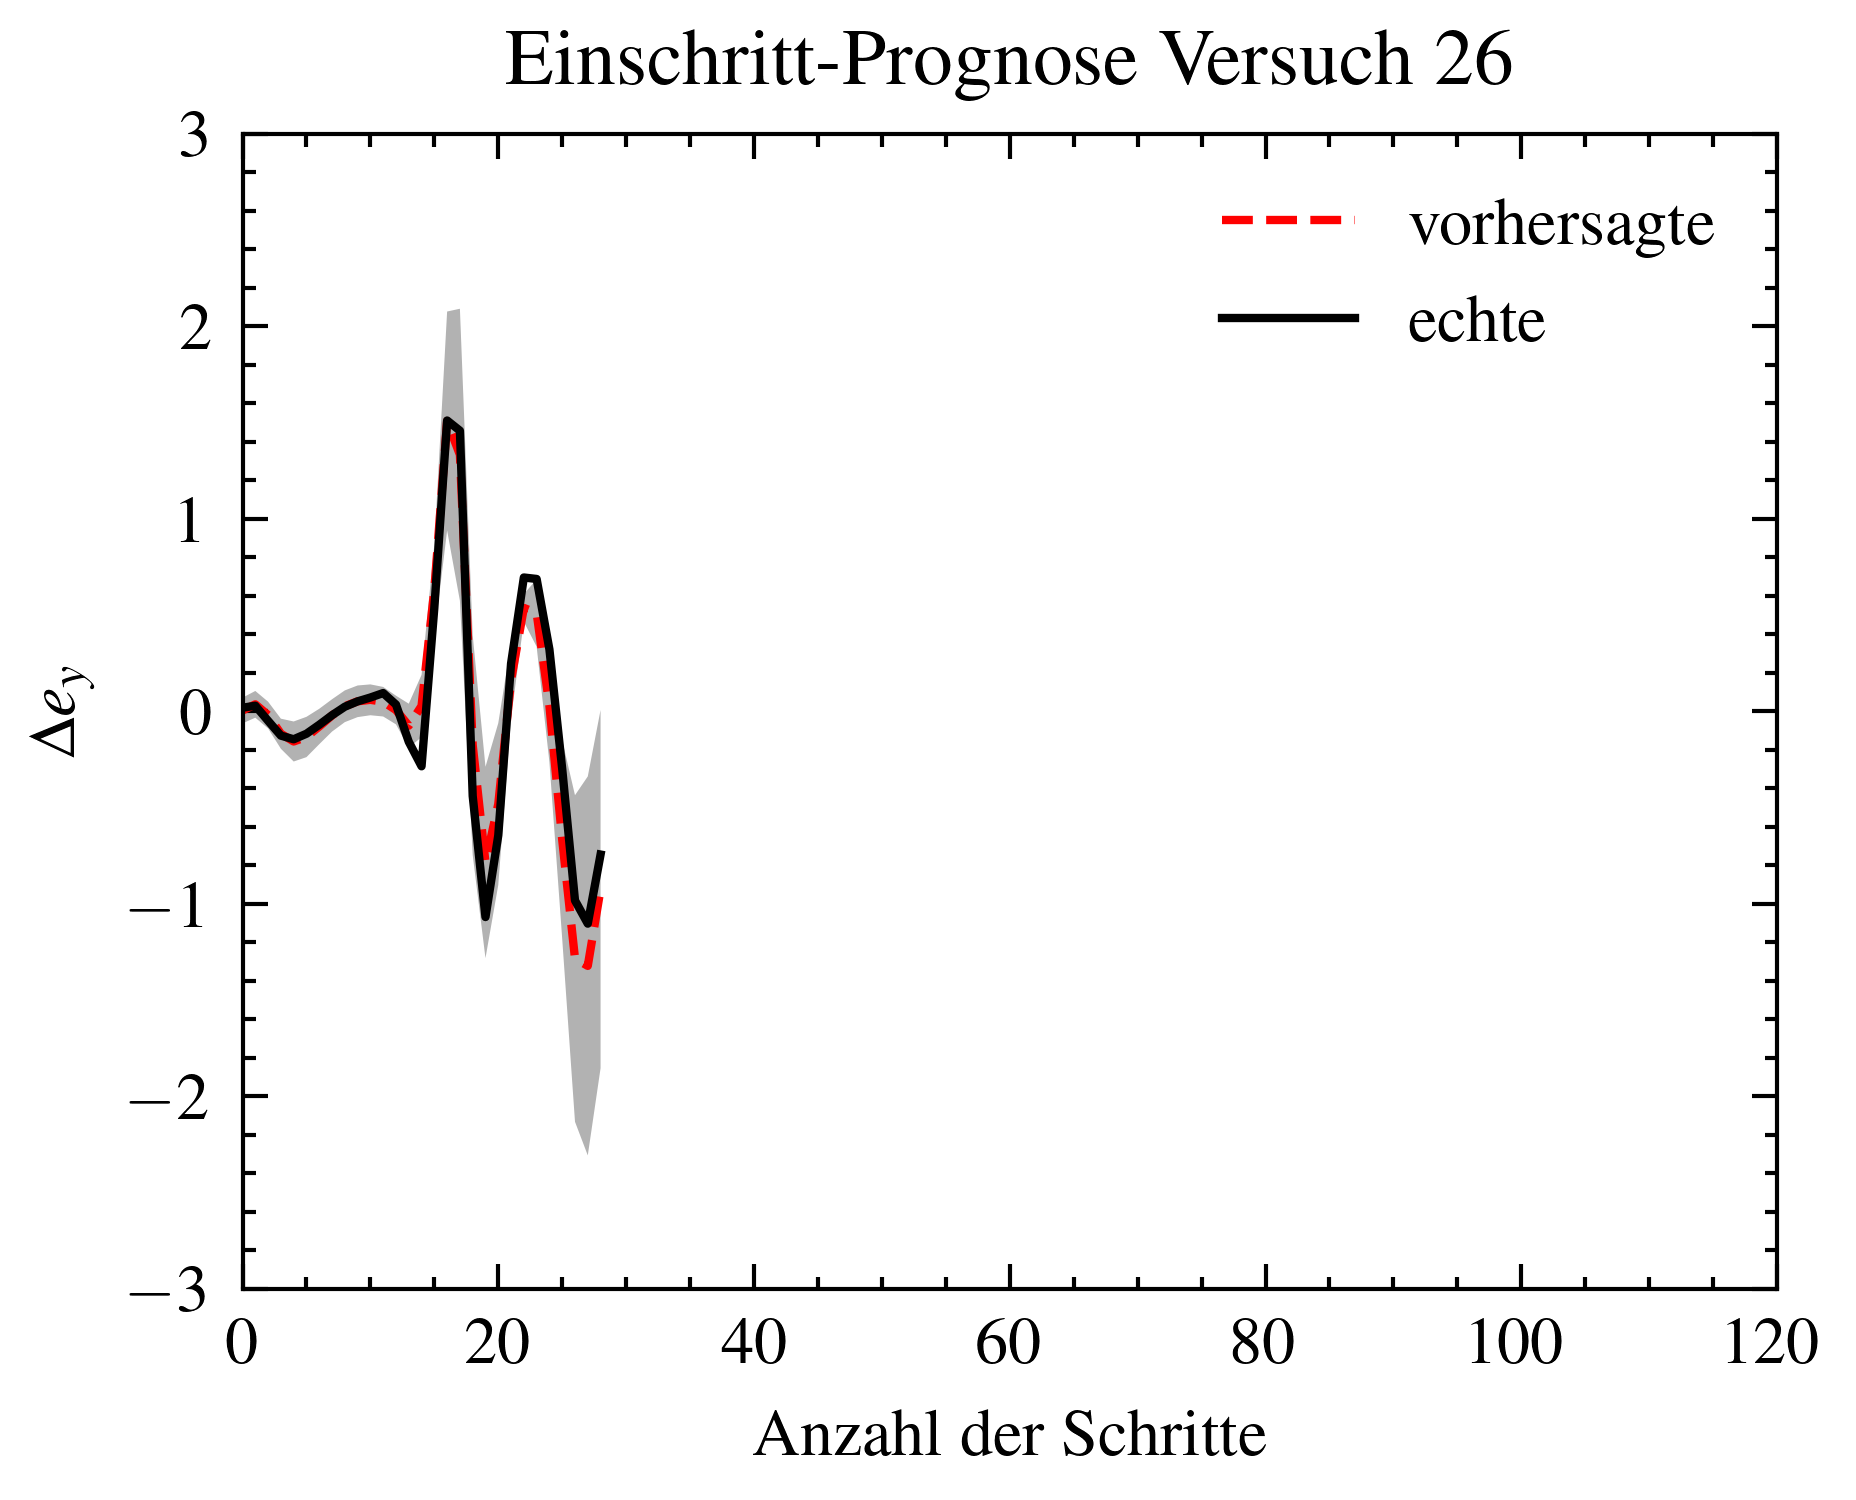 Einschritt-Prognose Versuch 26
3
2
1
0
−1
−2
−3
Δe_y
vorhersagte
echte
0 20 40 60 80 100 120
Anzahl der Schritte